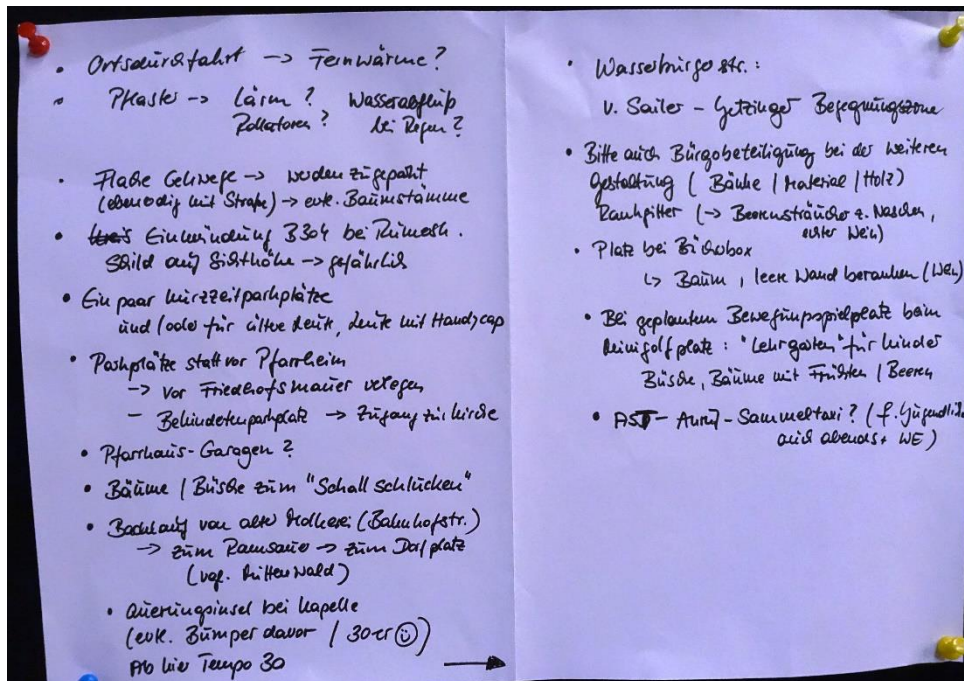 • Ortsdurchfahrt → Fernwärme?
• Pflaster → Lärm? Wasserabfluß
Rollatoren? bei Regen?
• Flache Gehwege → werden zugeparkt
(ebenerdig mit Straße) → evtl. Baumstämme
• Einmündung B304 bei
Schild auf Sichthöhe → gefährlich
• Ein paar Kurzzeitparkplätze
und/oder für ältere Leute, Leute mit Handycap
• Parkplätze statt vor Pfarrheim
→ vor Friedhofsmauer verlegen
– Behindertenparkplatz → Zugang zur Kirche
• Pfarrhaus-Garagen?
• Bäume / Büsche zum "Schall schlucken"
• Bachlauf von alter Molkerei (Bahnhofstr.)
→ zum Ramsauer → zum Dorfplatz
(vgl. Mittenwald)
• Querungsinsel bei Kapelle
(evtl. Bumper davor / 30er ☺)
Ab hier Tempo 30
→
• Wasserburger str.:
v. Sailer – Getzinger Begegnungszone
• Bitte auch Bürgerbeteiligung bei der weiteren
Gestaltung (Bänke / Material / Holz)
Rankgitter (→ Beerensträucher z. Naschen,
echter Wein)
• Platz bei Bücherbox
↳ Baum, leere Wand beranken (Wein)
• Bei geplantem Bewegungsspielplatz beim
Minigolfplatz: "Lehrgarten" für Kinder
Büsche, Bäume mit Früchten / Beeren
• AST – Anruf-Sammeltaxi? (f. Jugendliche
auch abends + WE)